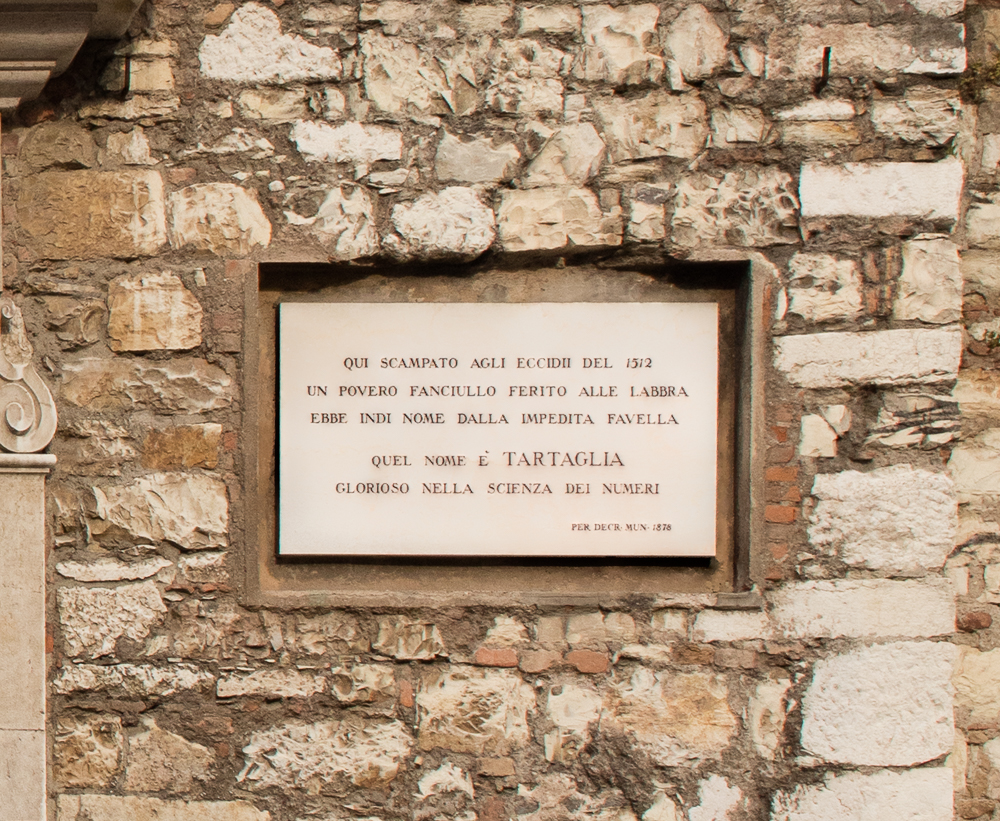 QUI SCAMPATO AGLI ECCIDII DEL 1512
UN POVERO FANCIULLO FERITO ALLE LABBRA
EBBE INDI NOME DALLA IMPEDITA FAVELLA
QUEL NOME È TARTAGLIA
GLORIOSO NELLA SCIENZA DEI NUMERI
PER DECR· MUN· 1878